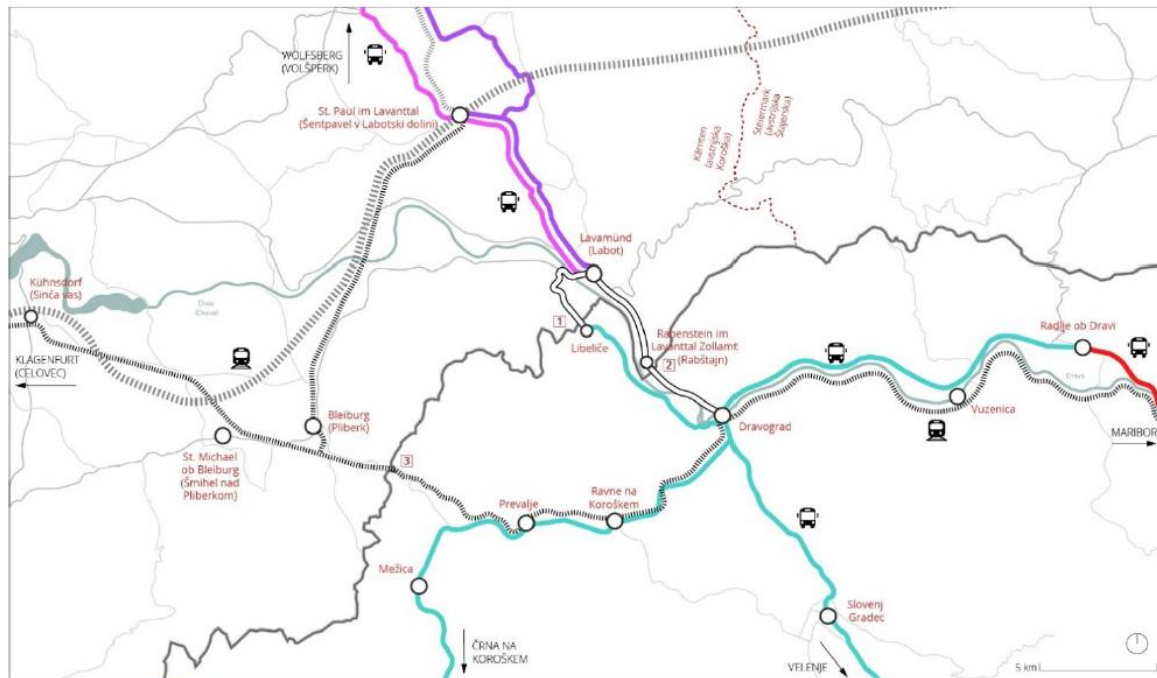 WOLFSBERG
(VOLŠPERK)
St. Paul im Lavanttal
(Šentpavel v Labotski dolini)
Kärnten
(avstrijska
Koroška)
Steiermark
(avstrijska
Štajerska)
Lavamünd
(Labot)
Kühnsdorf
(Sinča vas)
Drau
(Drava)
1
Libeliče
Rabenstein im
Lavanttal Zollamt
(Rabštajn)
2
Radlje ob Dravi
KLAGENFURT
(CELOVEC)
Drava
Vuzenica
Bleiburg
(Pliberk)
Dravograd
MARIBOR
St. Michael
ob Bleiburg
(Šmihel nad
Pliberkom)
3
Prevalje
Ravne na
Koroškem
Mežica
Slovenj
Gradec
ČRNA NA
KOROŠKEM
VELENJE
5 km